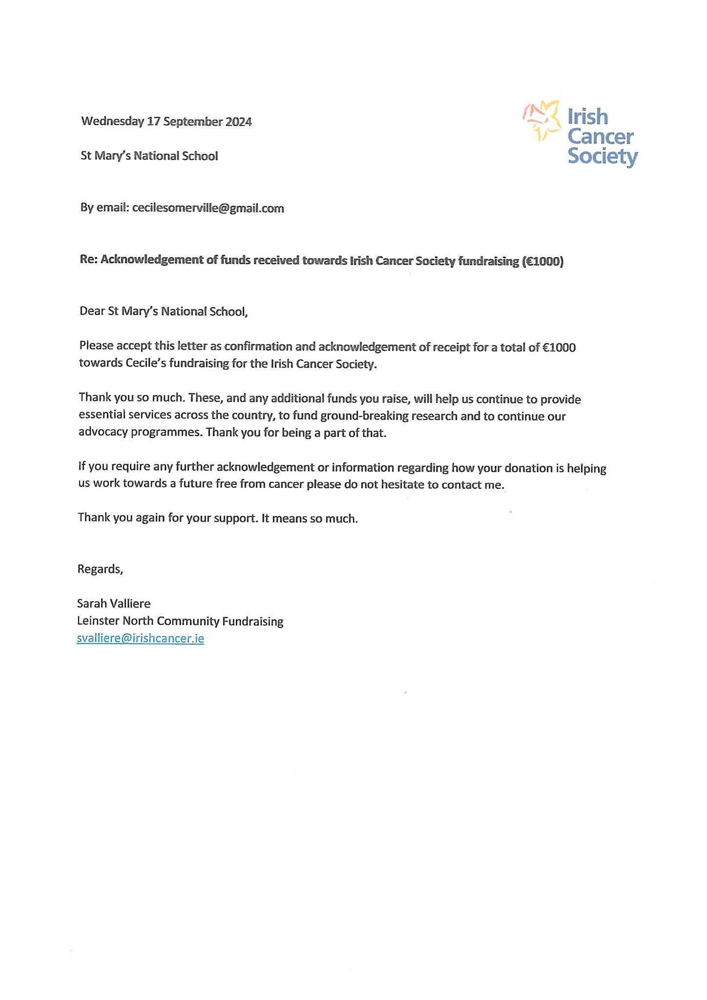 Wednesday 17 September 2024
Irish
Cancer
Society
St Mary's National School
By email: cecilesomerville@gmail.com
Re: Acknowledgement of funds received towards Irish Cancer Society fundraising (€1000)
Dear St Mary's National School,
Please accept this letter as confirmation and acknowledgement of receipt for a total of €1000
towards Cecile's fundraising for the Irish Cancer Society.
Thank you so much. These, and any additional funds you raise, will help us continue to provide
essential services across the country, to fund ground-breaking research and to continue our
advocacy programmes. Thank you for being a part of that.
If you require any further acknowledgement or information regarding how your donation is helping
us work towards a future free from cancer please do not hesitate to contact me.
Thank you again for your support. It means so much.
Regards,
Sarah Valliere
Leinster North Community Fundraising
svalliere@irishcancer.ie